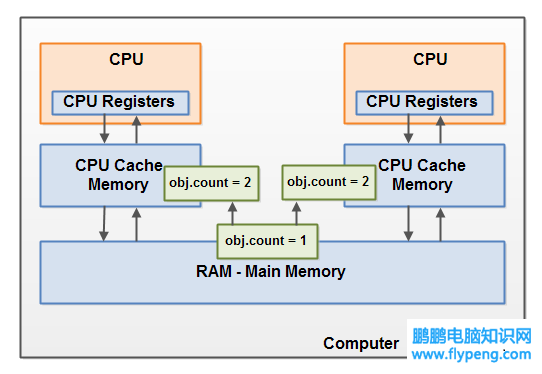 CPU
CPU
CPU Registers
CPU Registers
CPU Cache
Memory
CPU Cache
Memory
obj.count = 2
obj.count = 2
obj.count = 1
RAM - Main Memory
Computer
鹏鹏电脑知识网
www.flypeng.com